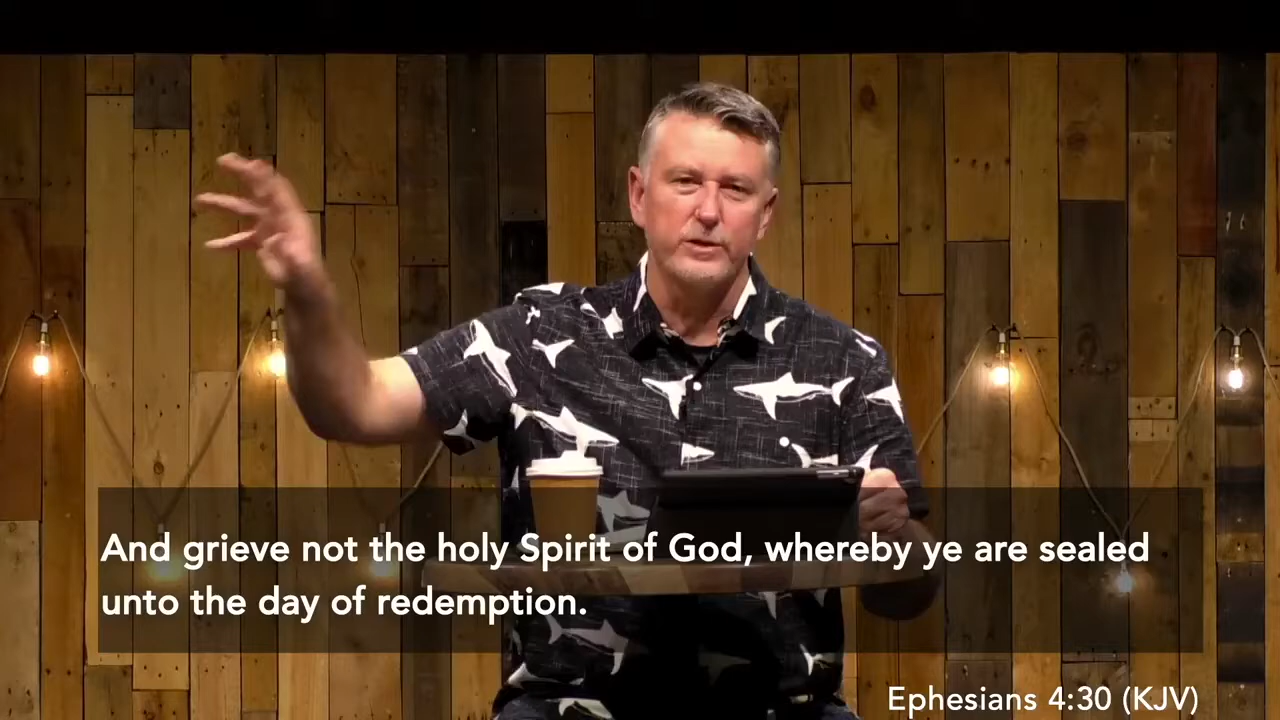 And grieve not the holy Spirit of God, whereby ye are sealed
unto the day of redemption.
Ephesians 4:30 (KJV)